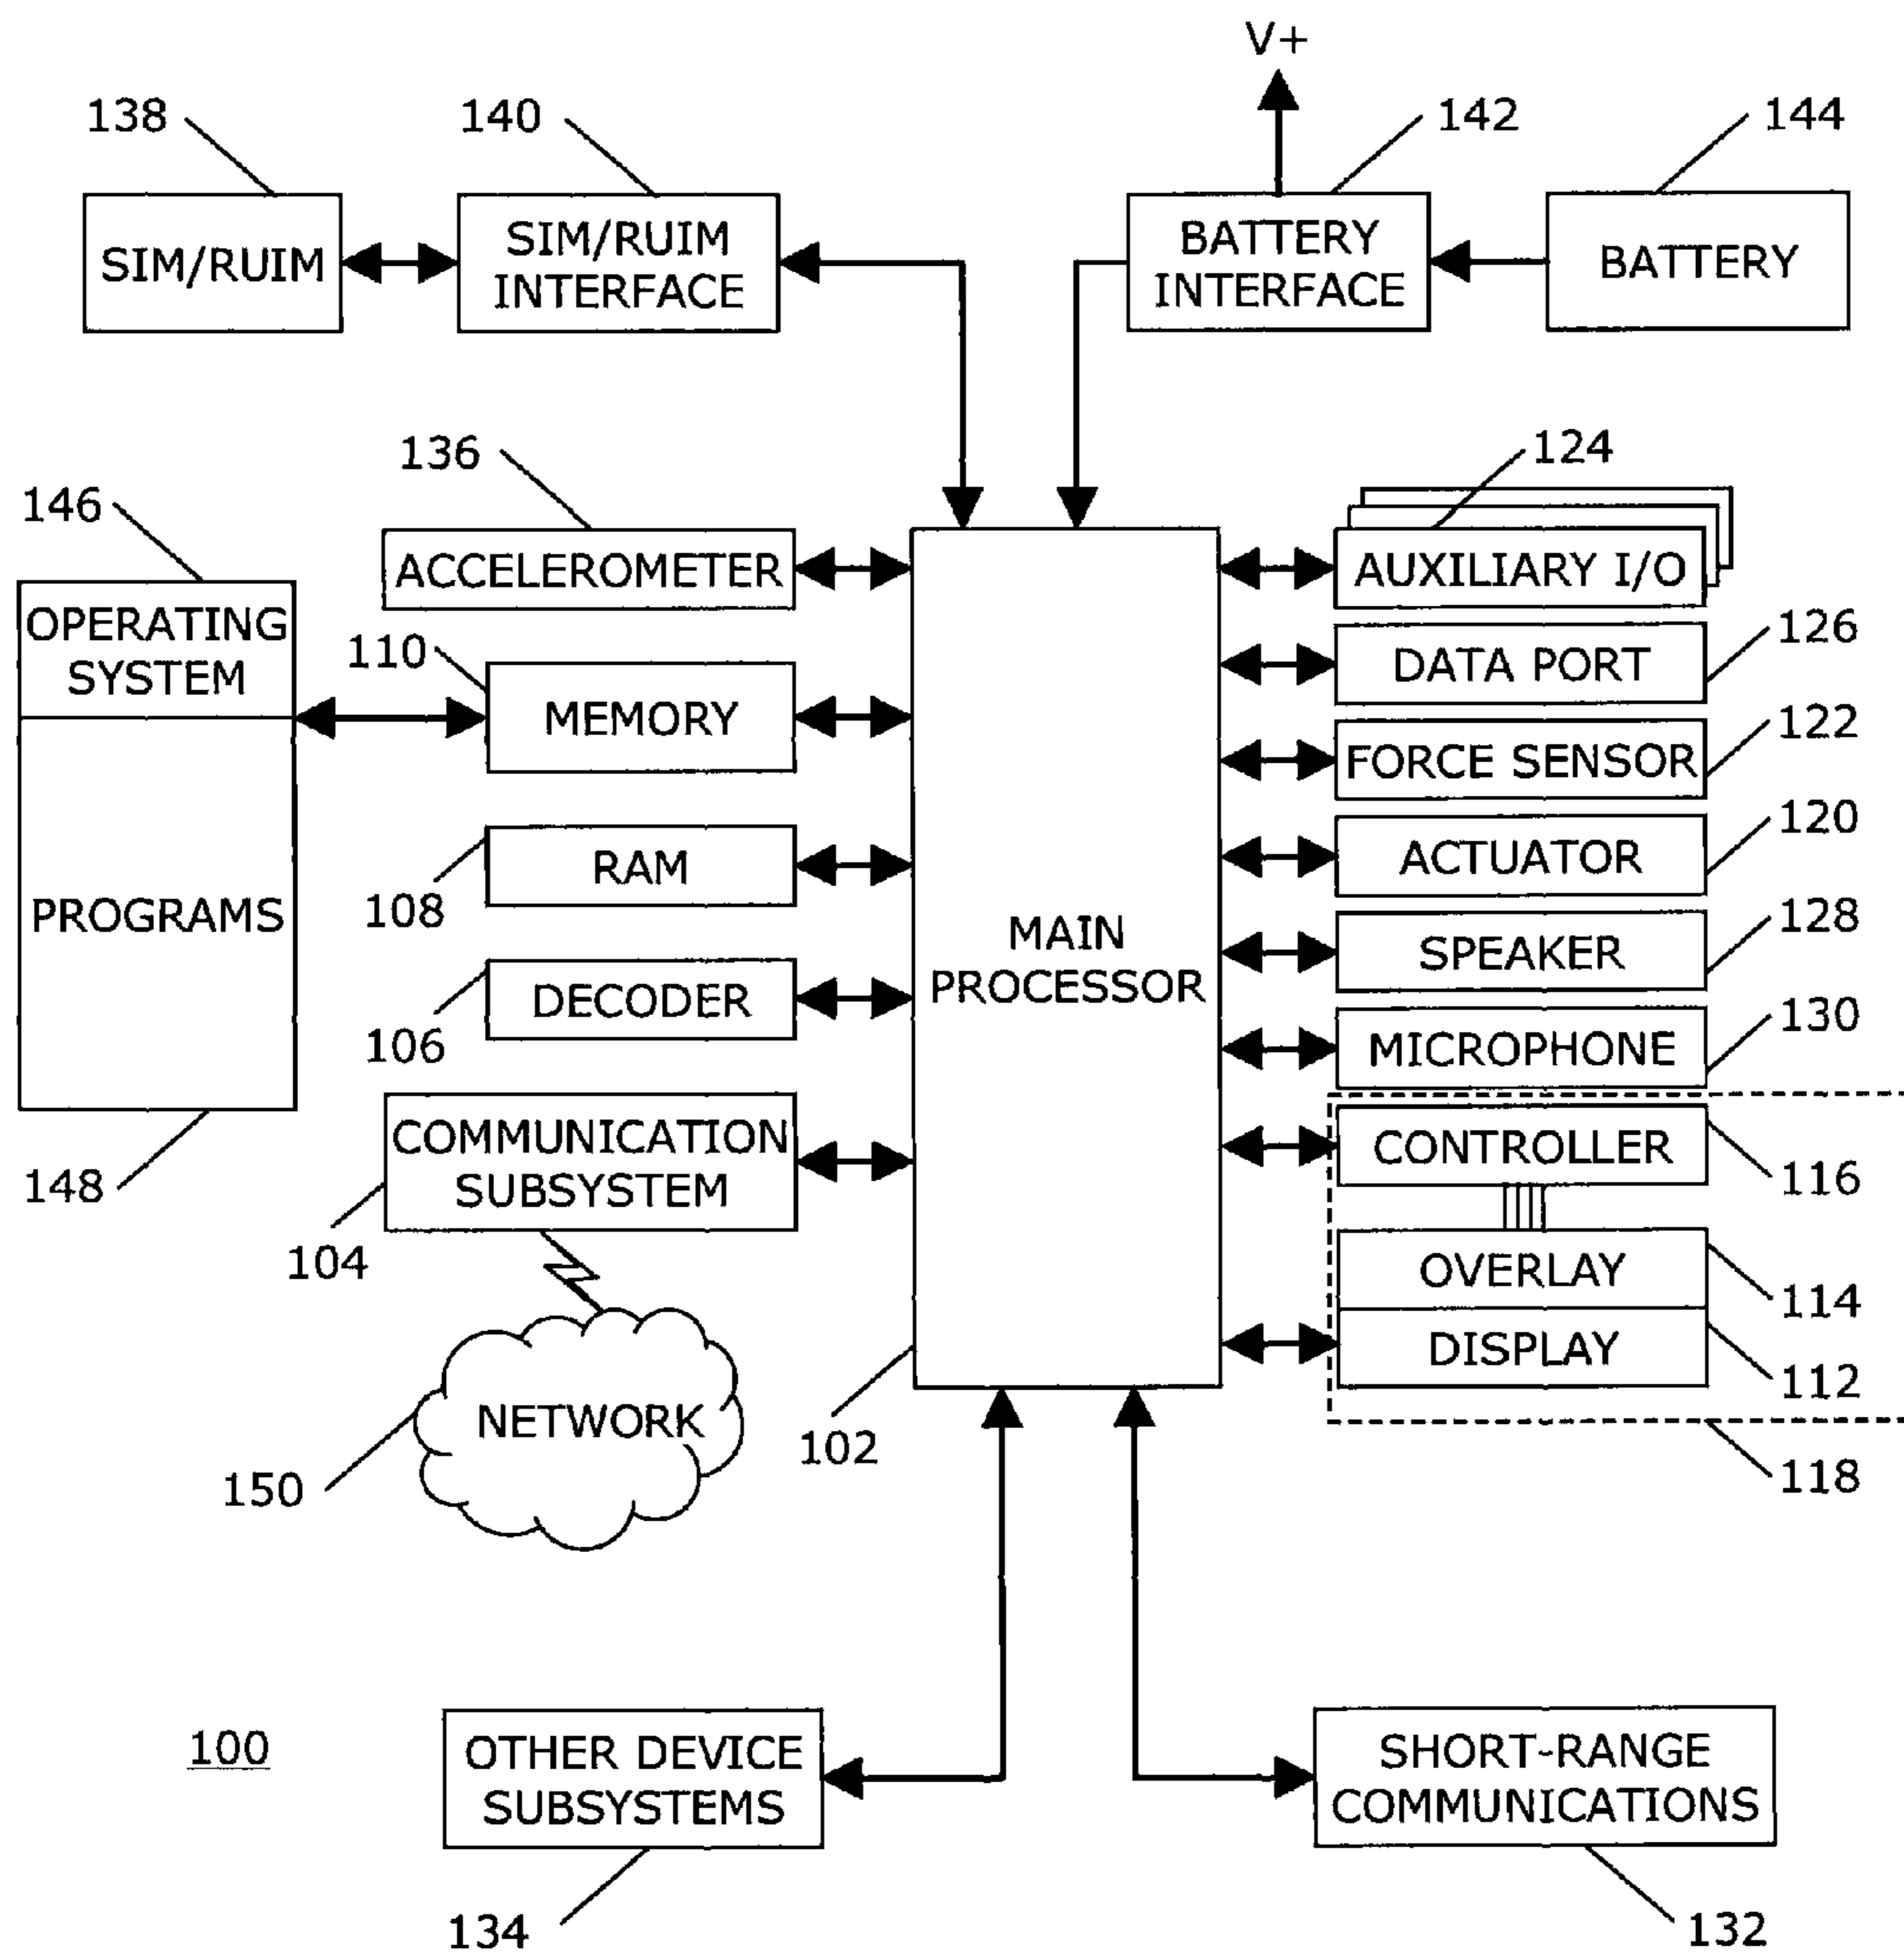 V+
138
140
142
144
SIM/RUIM
SIM/RUIM
INTERFACE
BATTERY
INTERFACE
BATTERY
136
124
146
ACCELEROMETER
AUXILIARY I/O
OPERATING
SYSTEM
110
126
DATA PORT
MEMORY
122
FORCE SENSOR
120
ACTUATOR
RAM
108
PROGRAMS
MAIN
PROCESSOR
128
SPEAKER
DECODER
106
130
MICROPHONE
COMMUNICATION
SUBSYSTEM
CONTROLLER
148
116
104
OVERLAY
114
DISPLAY
112
NETWORK
102
150
118
100
OTHER DEVICE
SUBSYSTEMS
SHORT-RANGE
COMMUNICATIONS
134
132